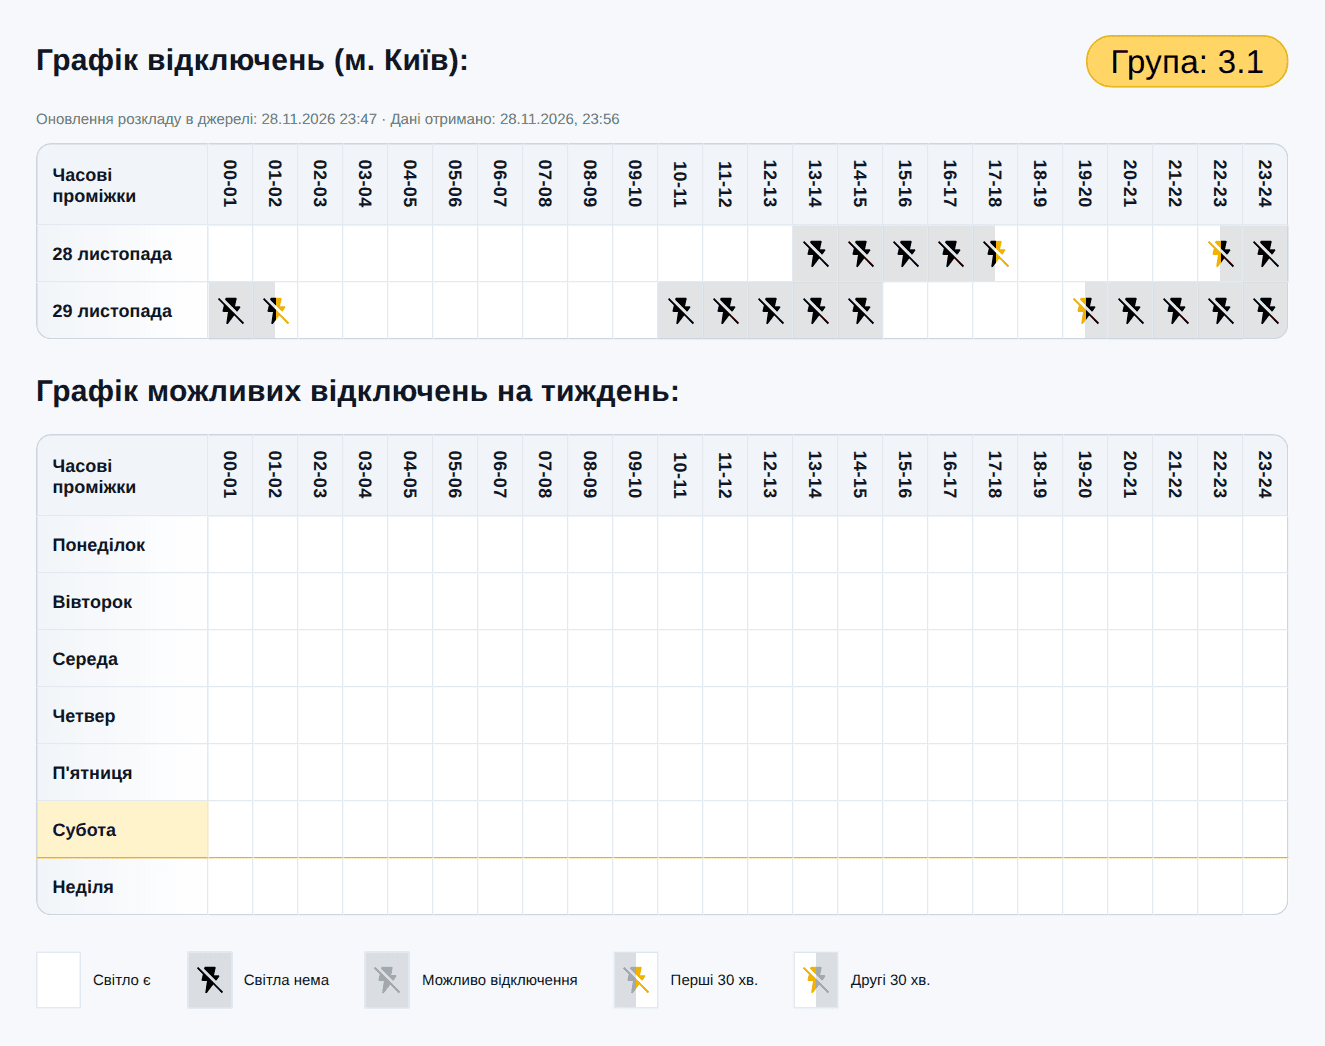 Графік відключень (м. Київ):
Група: 3.1
Оновлення розкладу в джерелі: 28.11.2026 23:47 · Дані отримано: 28.11.2026, 23:56
Часові
проміжки
00-01 01-02 02-03 03-04 04-05 05-06 06-07 07-08 08-09 09-10 10-11 11-12 12-13 13-14 14-15 15-16 16-17 17-18 18-19 19-20 20-21 21-22 22-23 23-24
28 листопада
29 листопада
Графік можливих відключень на тиждень:
Часові
проміжки
00-01 01-02 02-03 03-04 04-05 05-06 06-07 07-08 08-09 09-10 10-11 11-12 12-13 13-14 14-15 15-16 16-17 17-18 18-19 19-20 20-21 21-22 22-23 23-24
Понеділок
Вівторок
Середа
Четвер
П'ятниця
Субота
Неділя
Світло є
Світла нема
Можливо відключення
Перші 30 хв.
Другі 30 хв.